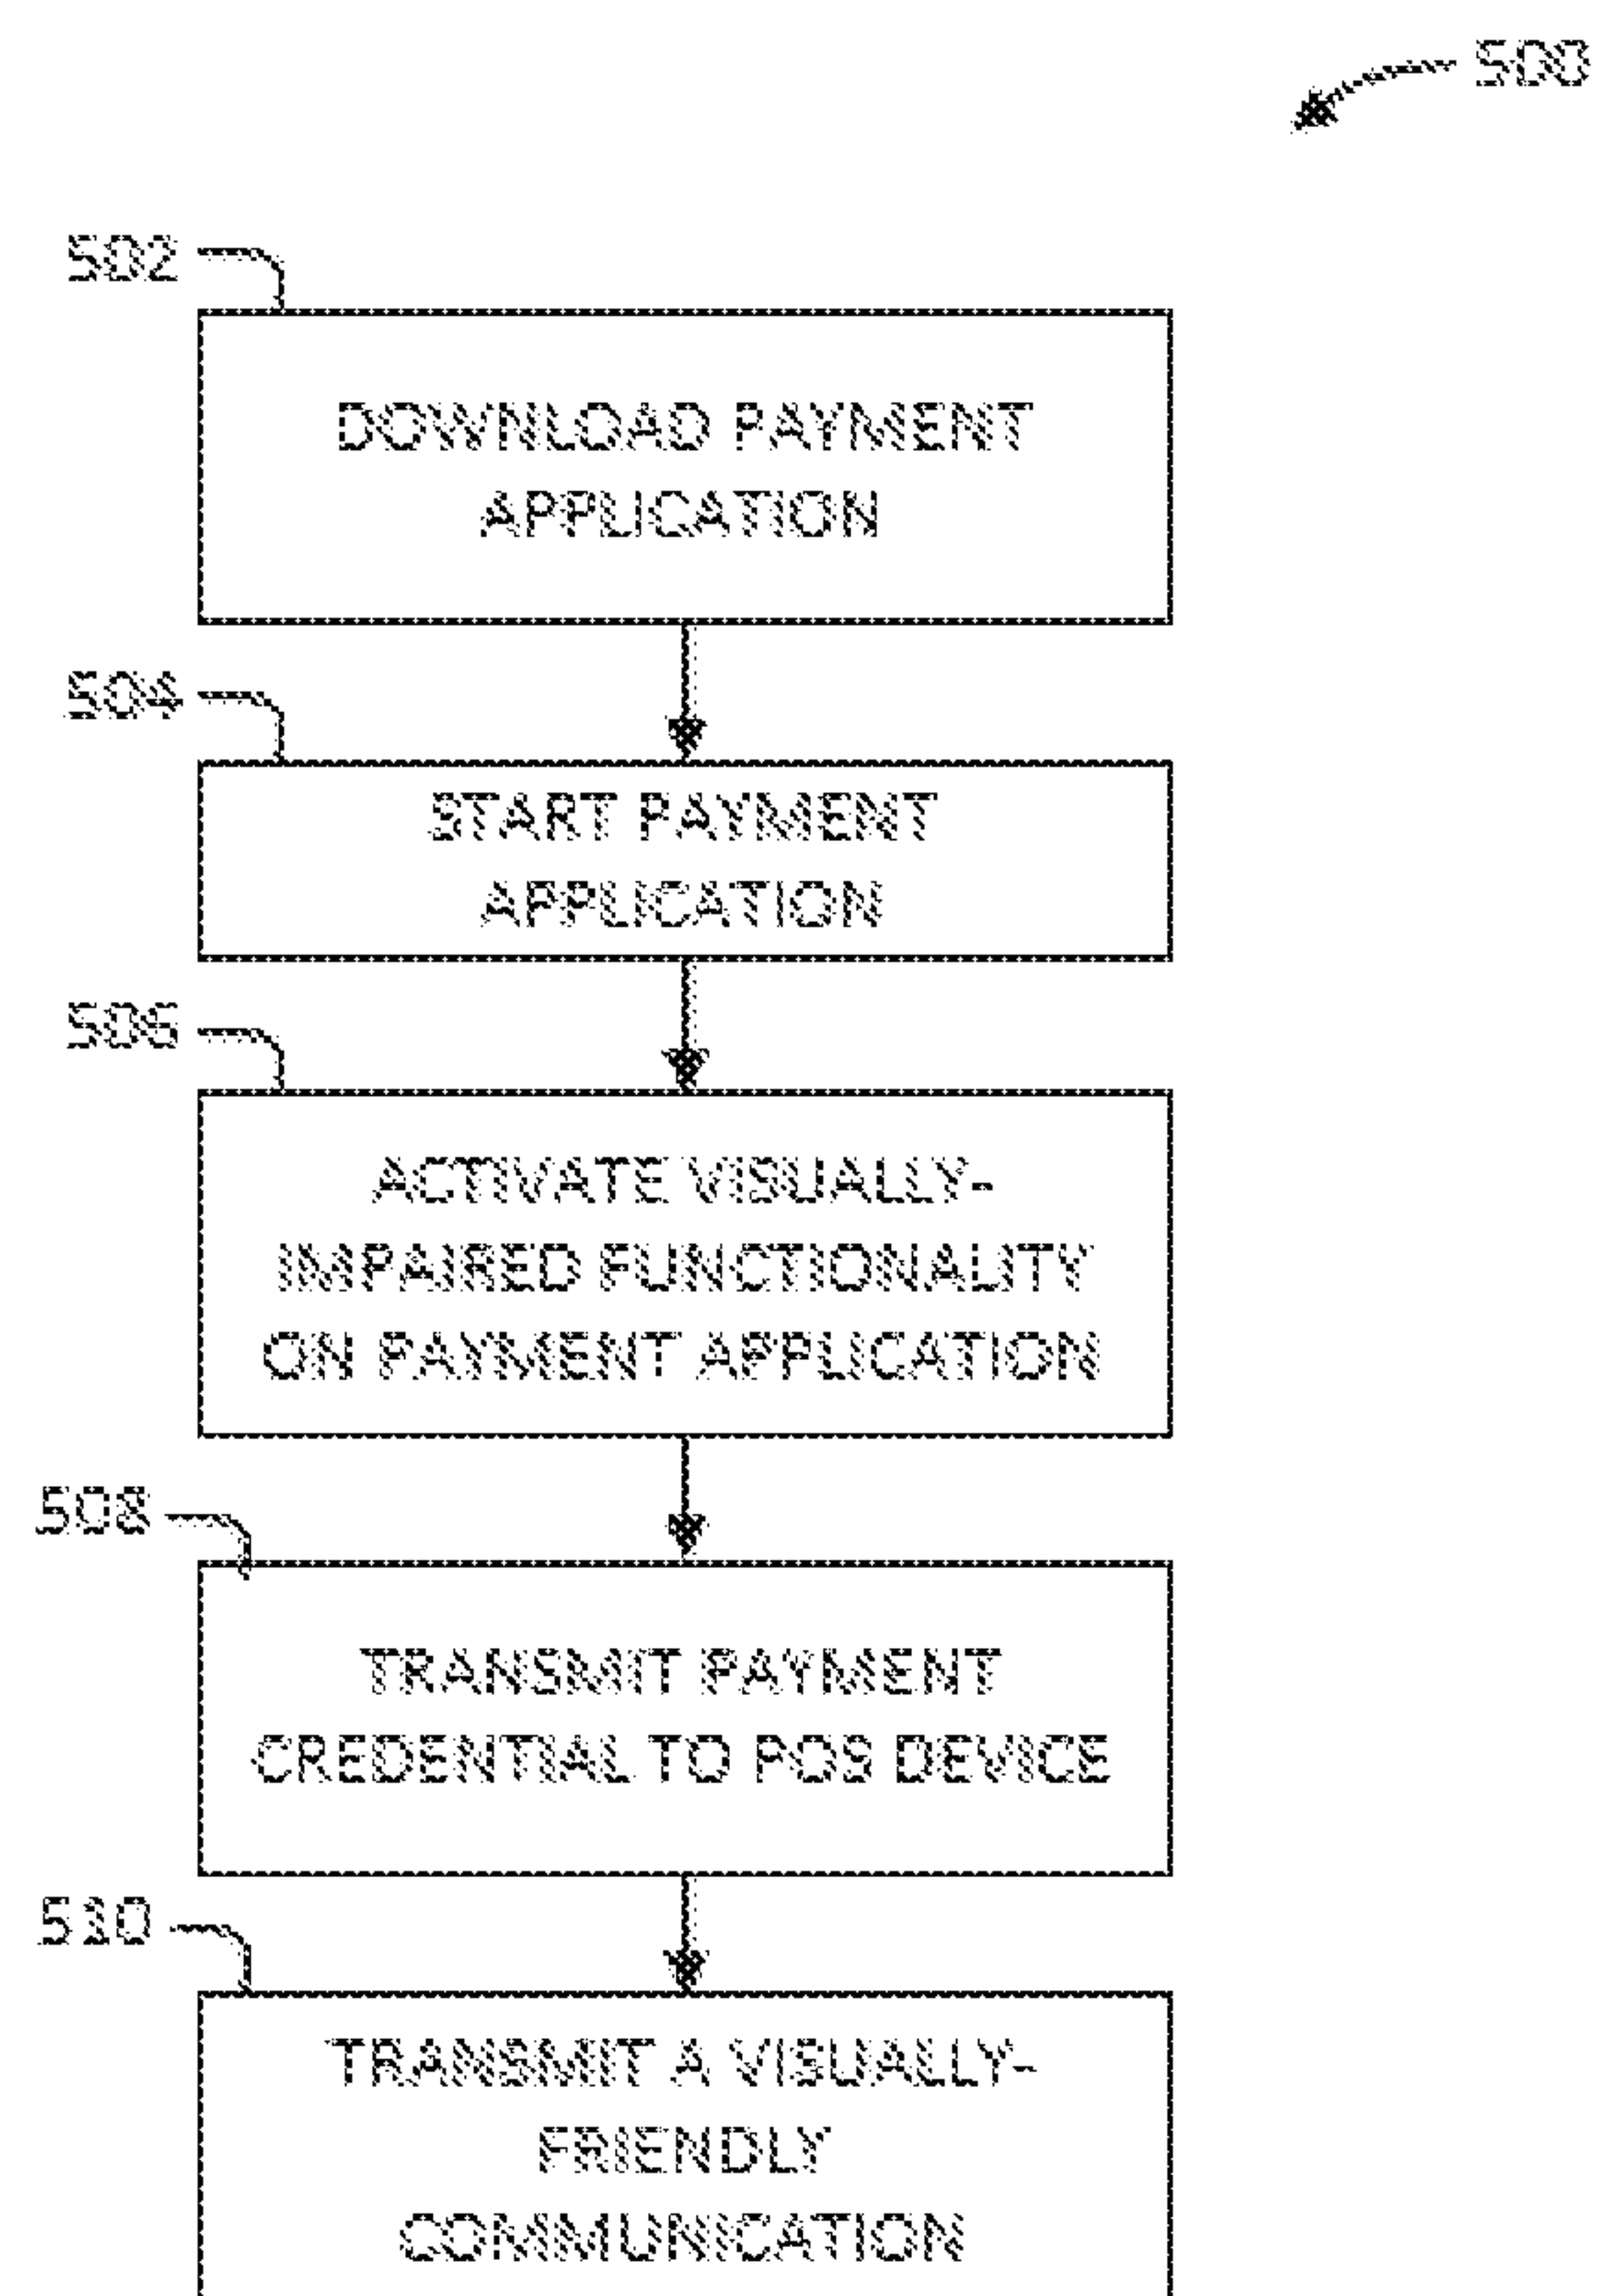 500
502
DOWNLOAD PAYMENT
APPLICATION
504
START PAYMENT
APPLICATION
506
ACTIVATE VISUALLY-
IMPAIRED FUNCTIONALITY
ON PAYMENT APPLICATION
508
TRANSMIT PAYMENT
CREDENTIAL TO POS DEVICE
510
TRANSMIT A VISUALLY-
FRIENDLY
COMMUNICATION